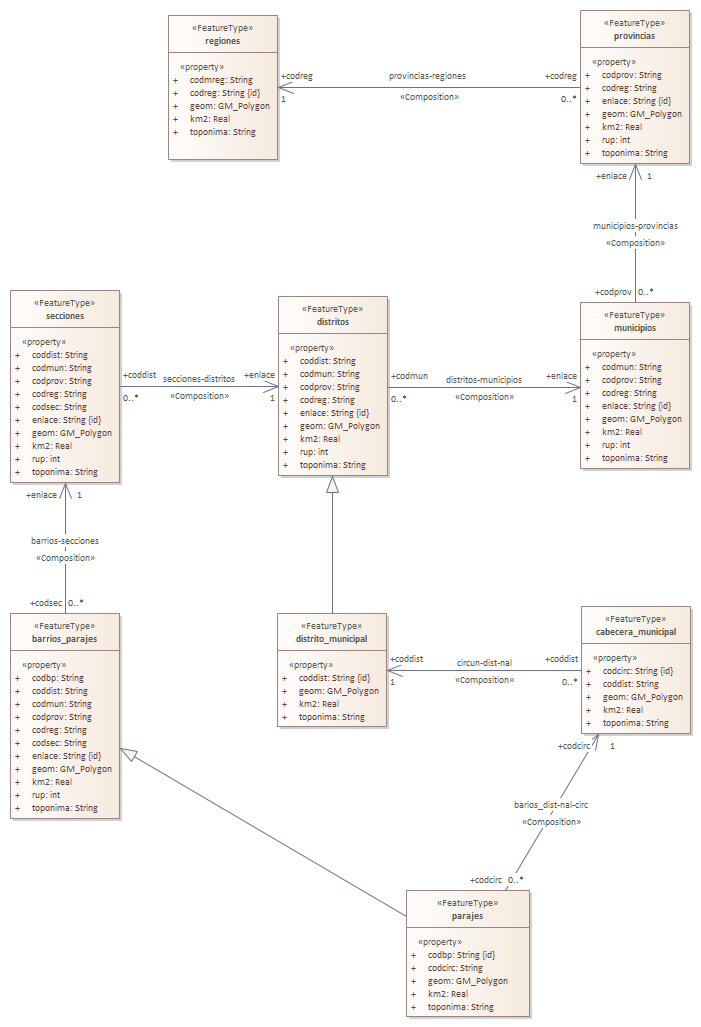 «FeatureType»
regiones
«property»
+ codmreg: String
+ codreg: String {id}
+ geom: GM_Polygon
+ km2: Real
+ toponima: String
+codreg
1
provincias-regiones
«Composition»
+codreg
0..*
«FeatureType»
provincias
«property»
+ codprov: String
+ codreg: String
+ enlace: String {id}
+ geom: GM_Polygon
+ km2: Real
+ rup: int
+ toponima: String
+enlace 1
municipios-provincias
«Composition»
+codprov 0..*
«FeatureType»
secciones
«property»
+ coddist: String
+ codmun: String
+ codprov: String
+ codreg: String
+ codsec: String
+ enlace: String {id}
+ geom: GM_Polygon
+ km2: Real
+ rup: int
+ toponima: String
+coddist
0..*
secciones-distritos
«Composition»
+enlace
1
«FeatureType»
distritos
«property»
+ coddist: String
+ codmun: String
+ codprov: String
+ codreg: String
+ enlace: String {id}
+ geom: GM_Polygon
+ km2: Real
+ rup: int
+ toponima: String
+codmun
0..*
distritos-municipios
«Composition»
+enlace
1
«FeatureType»
municipios
«property»
+ codmun: String
+ codprov: String
+ codreg: String
+ enlace: String {id}
+ geom: GM_Polygon
+ km2: Real
+ rup: int
+ toponima: String
+enlace 1
barrios-secciones
«Composition»
+codsec 0..*
«FeatureType»
barrios_parajes
«property»
+ codbp: String
+ coddist: String
+ codmun: String
+ codprov: String
+ codreg: String
+ codsec: String
+ enlace: String {id}
+ geom: GM_Polygon
+ km2: Real
+ rup: int
+ toponima: String
«FeatureType»
distrito_municipal
«property»
+ coddist: String {id}
+ geom: GM_Polygon
+ km2: Real
+ toponima: String
+coddist
1
circun-dist-nal
«Composition»
+coddist
0..*
«FeatureType»
cabecera_municipal
«property»
+ codcirc: String {id}
+ coddist: String
+ geom: GM_Polygon
+ km2: Real
+ toponima: String
+codcirc 1
barios_dist-nal-circ
«Composition»
+codcirc 0..*
«FeatureType»
parajes
«property»
+ codbp: String {id}
+ codcirc: String
+ geom: GM_Polygon
+ km2: Real
+ toponima: String